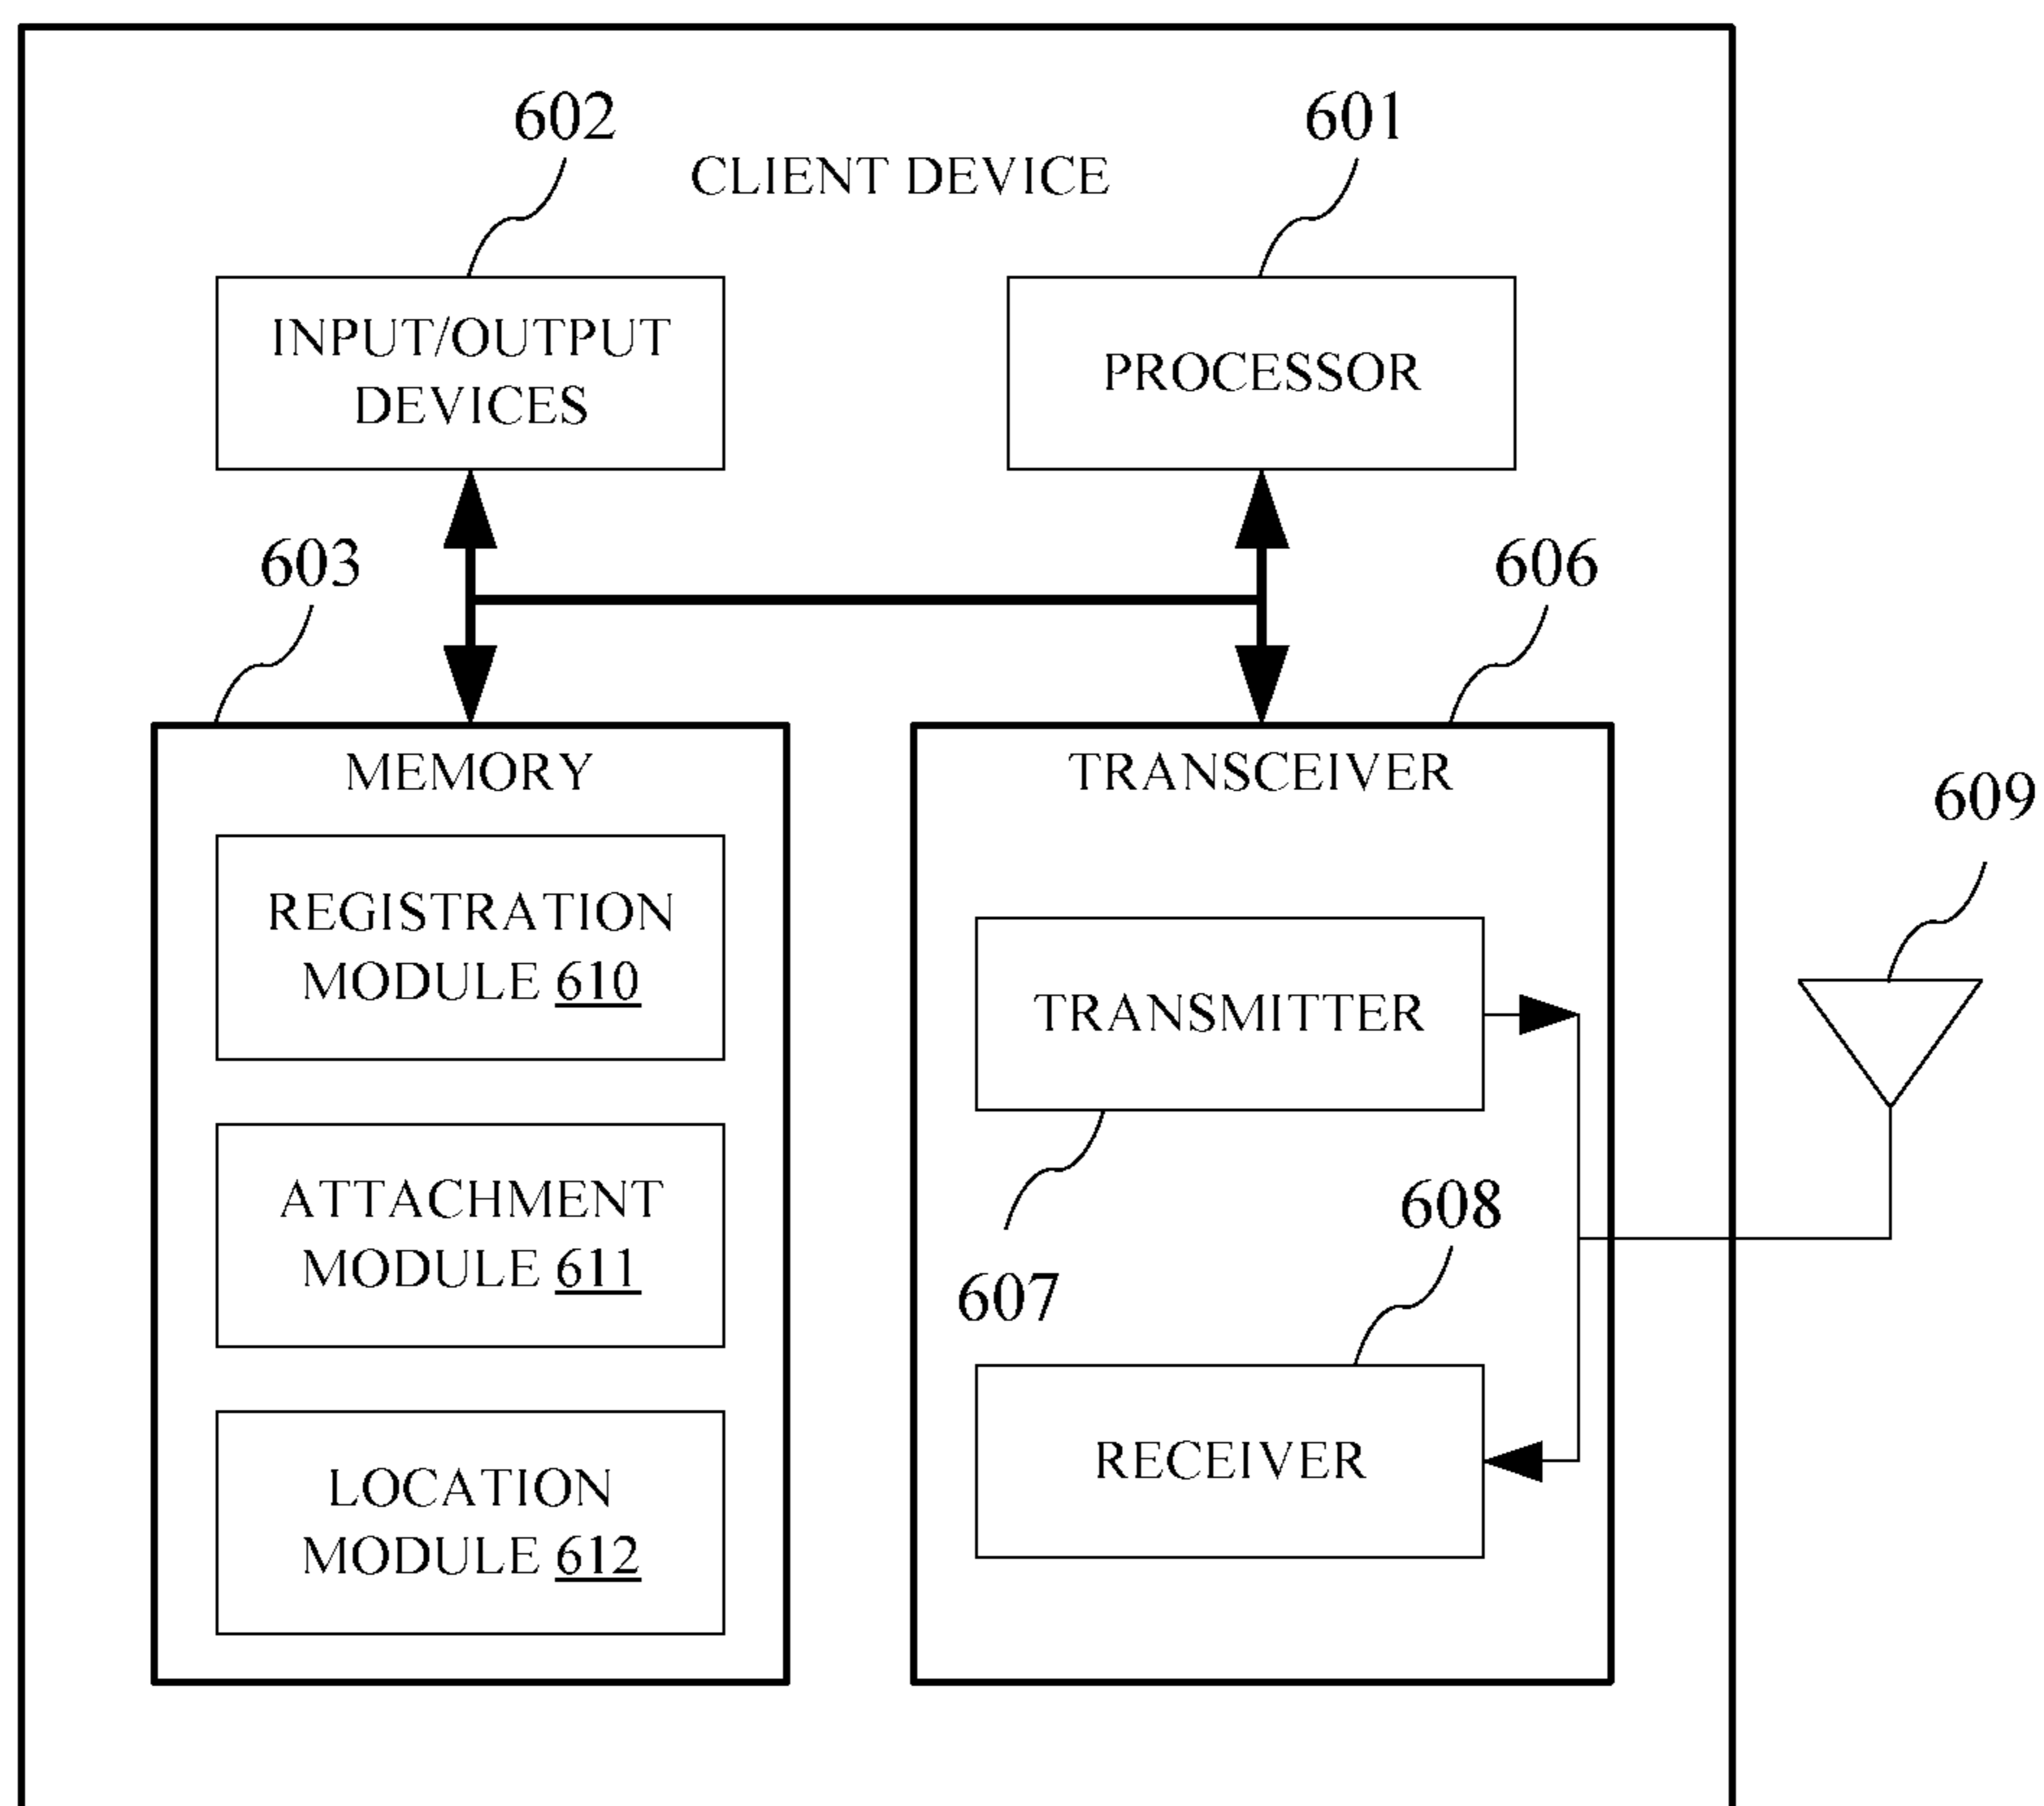 602
601
CLIENT DEVICE
INPUT/OUTPUT
DEVICES
PROCESSOR
603
606
MEMORY
TRANSCEIVER
609
REGISTRATION
MODULE 610
TRANSMITTER
ATTACHMENT
MODULE 611
608
607
LOCATION
MODULE 612
RECEIVER